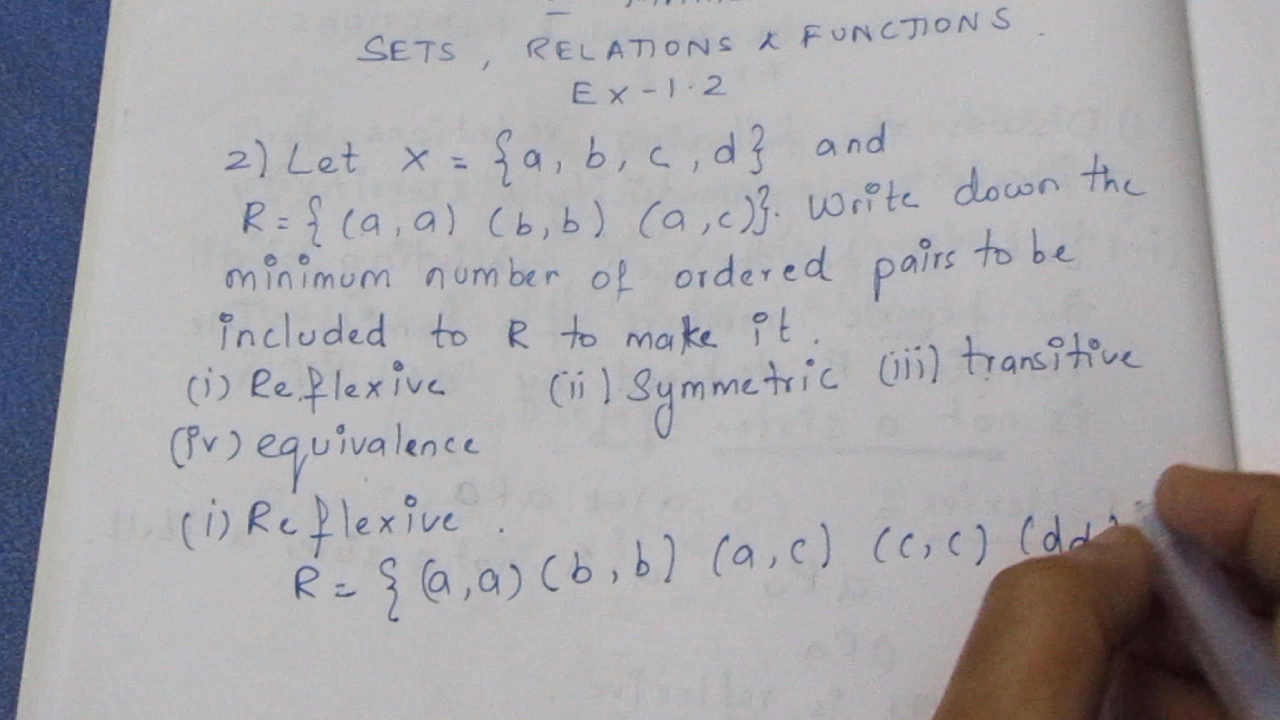 SETS, RELATIONS & FUNCTIONS.
Ex-1.2
2) Let x = {a, b, c, d} and
R = { (a, a) (b, b) (a, c)}. Write down the
minimum number of ordered pairs to be
included to R to make it.
(i) Reflexive (ii) Symmetric (iii) transitive
(iv) equivalence
(i) Reflexive.
R = { (a, a) (b, b) (a, c) (c, c) (dd